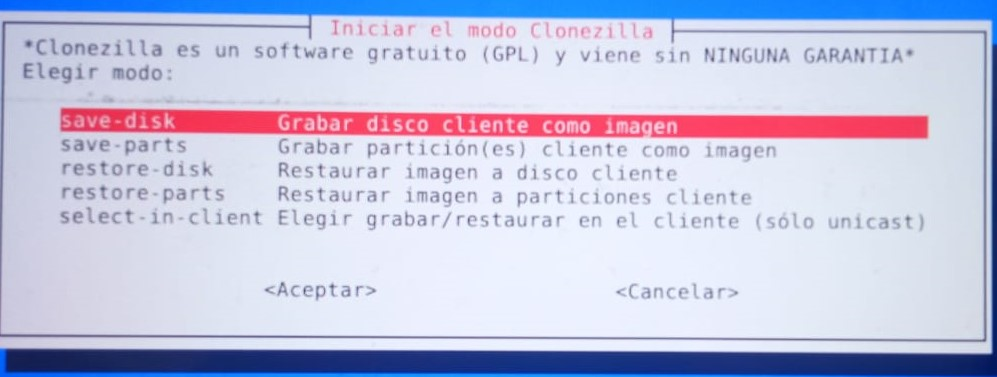 Iniciar el modo Clonezilla
*Clonezilla es un software gratuito (GPL) y viene sin NINGUNA GARANTIA*
Elegir modo:
save-disk Grabar disco cliente como imagen
save-parts Grabar partición(es) cliente como imagen
restore-disk Restaurar imagen a disco cliente
restore-parts Restaurar imagen a particiones cliente
select-in-client Elegir grabar/restaurar en el cliente (sólo unicast)
<Aceptar> <Cancelar>